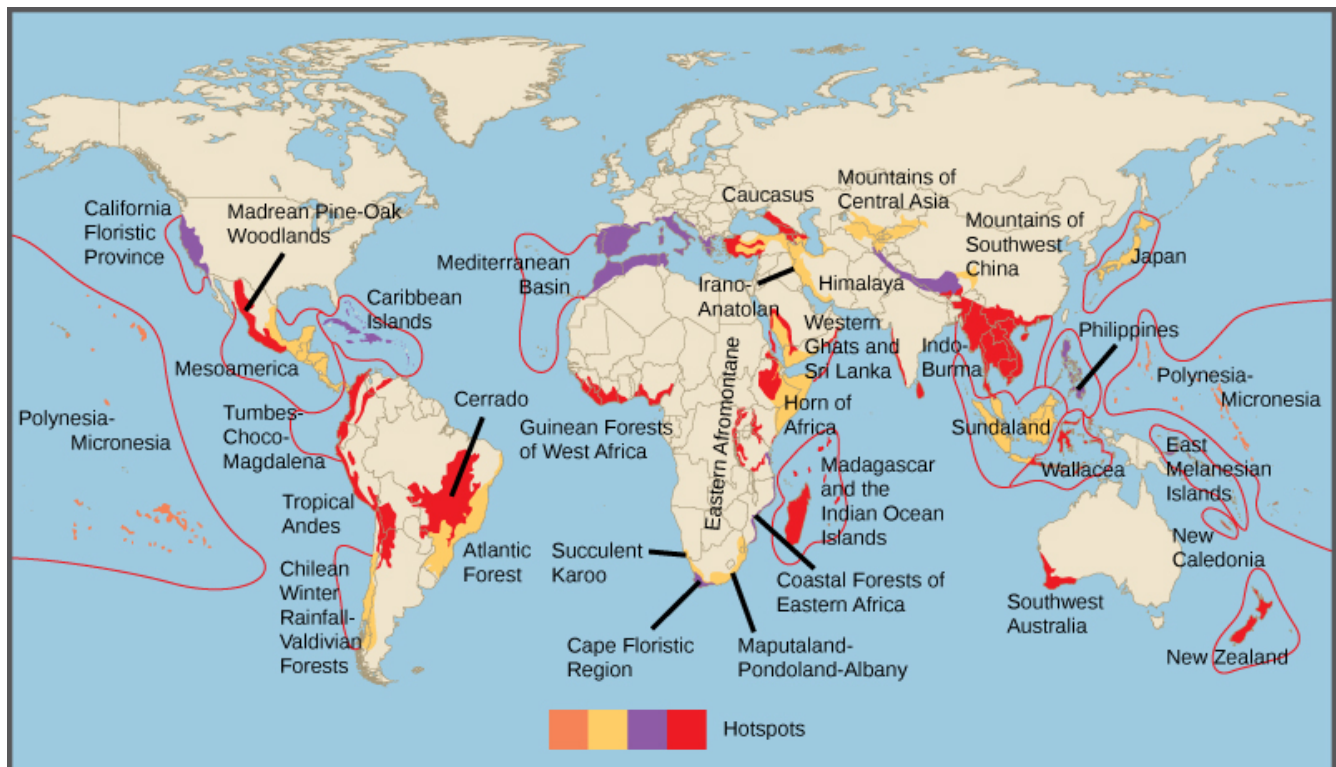 California
Floristic
Province
Madrean Pine-Oak
Woodlands
Caribbean
Islands
Mesoamerica
Polynesia-
Micronesia
Tumbes-
Choco-
Magdalena
Cerrado
Tropical
Andes
Atlantic
Forest
Chilean
Winter
Rainfall-
Valdivian
Forests
Mediterranean
Basin
Caucasus
Mountains of
Central Asia
Mountains of
Southwest
China
Japan
Irano-
Anatolan
Himalaya
Western
Ghats and
Sri Lanka
Indo-
Burma
Philippines
Polynesia-
Micronesia
Guinean Forests
of West Africa
Eastern Afromontane
Horn of
Africa
Sundaland
Wallacea
East
Melanesian
Islands
Madagascar
and the
Indian Ocean
Islands
New
Caledonia
Succulent
Karoo
Coastal Forests of
Eastern Africa
Cape Floristic
Region
Maputaland-
Pondoland-Albany
Southwest
Australia
New Zealand
Hotspots